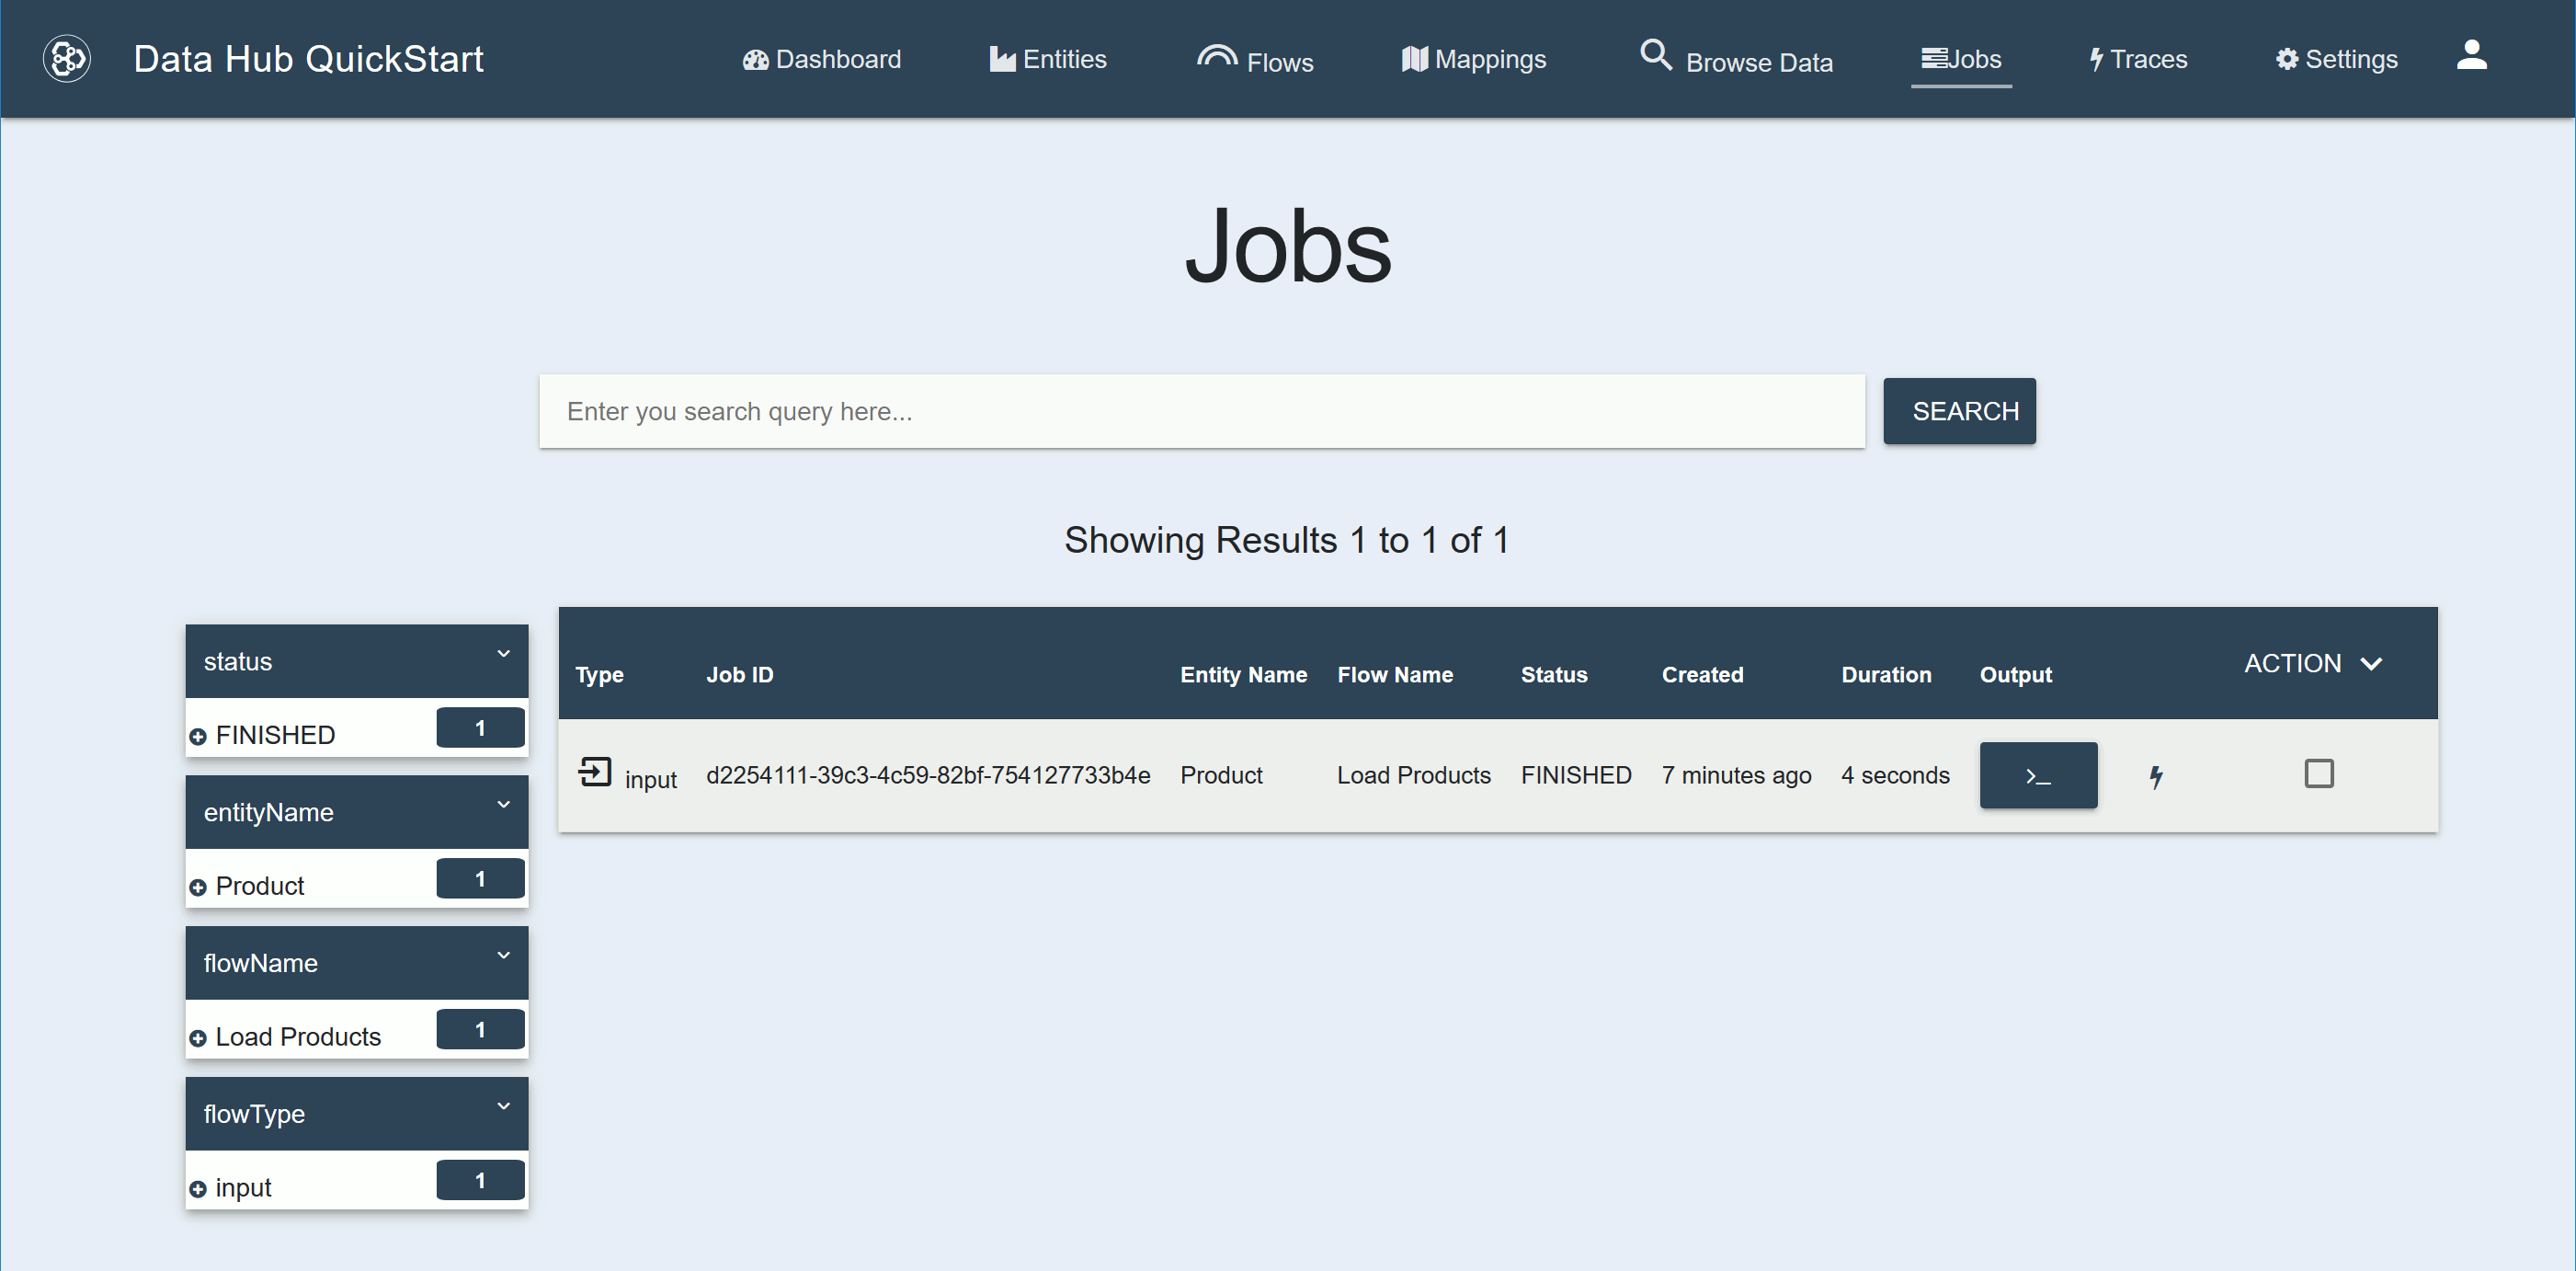 Data Hub QuickStart Dashboard Entities Flows Mappings Browse Data Jobs Traces Settings
Jobs
Enter you search query here... SEARCH
Showing Results 1 to 1 of 1
status
FINISHED 1
entityName
Product 1
flowName
Load Products 1
flowType
input 1
Type Job ID Entity Name Flow Name Status Created Duration Output ACTION
input d2254111-39c3-4c59-82bf-754127733b4e Product Load Products FINISHED 7 minutes ago 4 seconds >_